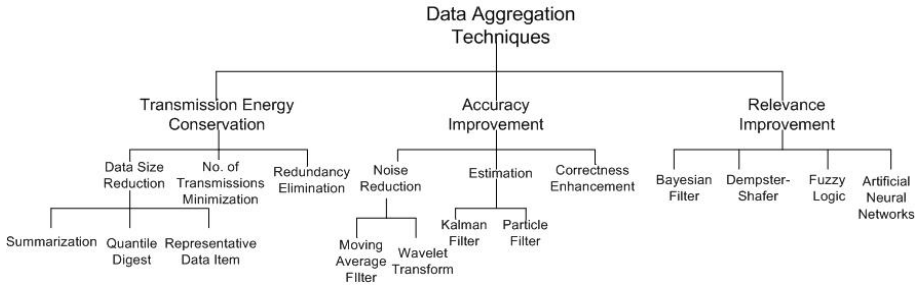 Data Aggregation
Techniques
Transmission Energy
Conservation
Accuracy
Improvement
Relevance
Improvement
Data Size
Reduction
No. of
Transmissions
Minimization
Redundancy
Elimination
Noise
Reduction
Estimation
Correctness
Enhancement
Bayesian
Filter
Dempster-
Shafer
Fuzzy
Logic
Artificial
Neural
Networks
Summarization
Quantile
Digest
Representative
Data Item
Moving
Average
FIlter
Wavelet
Transform
Kalman
Filter
Particle
Filter